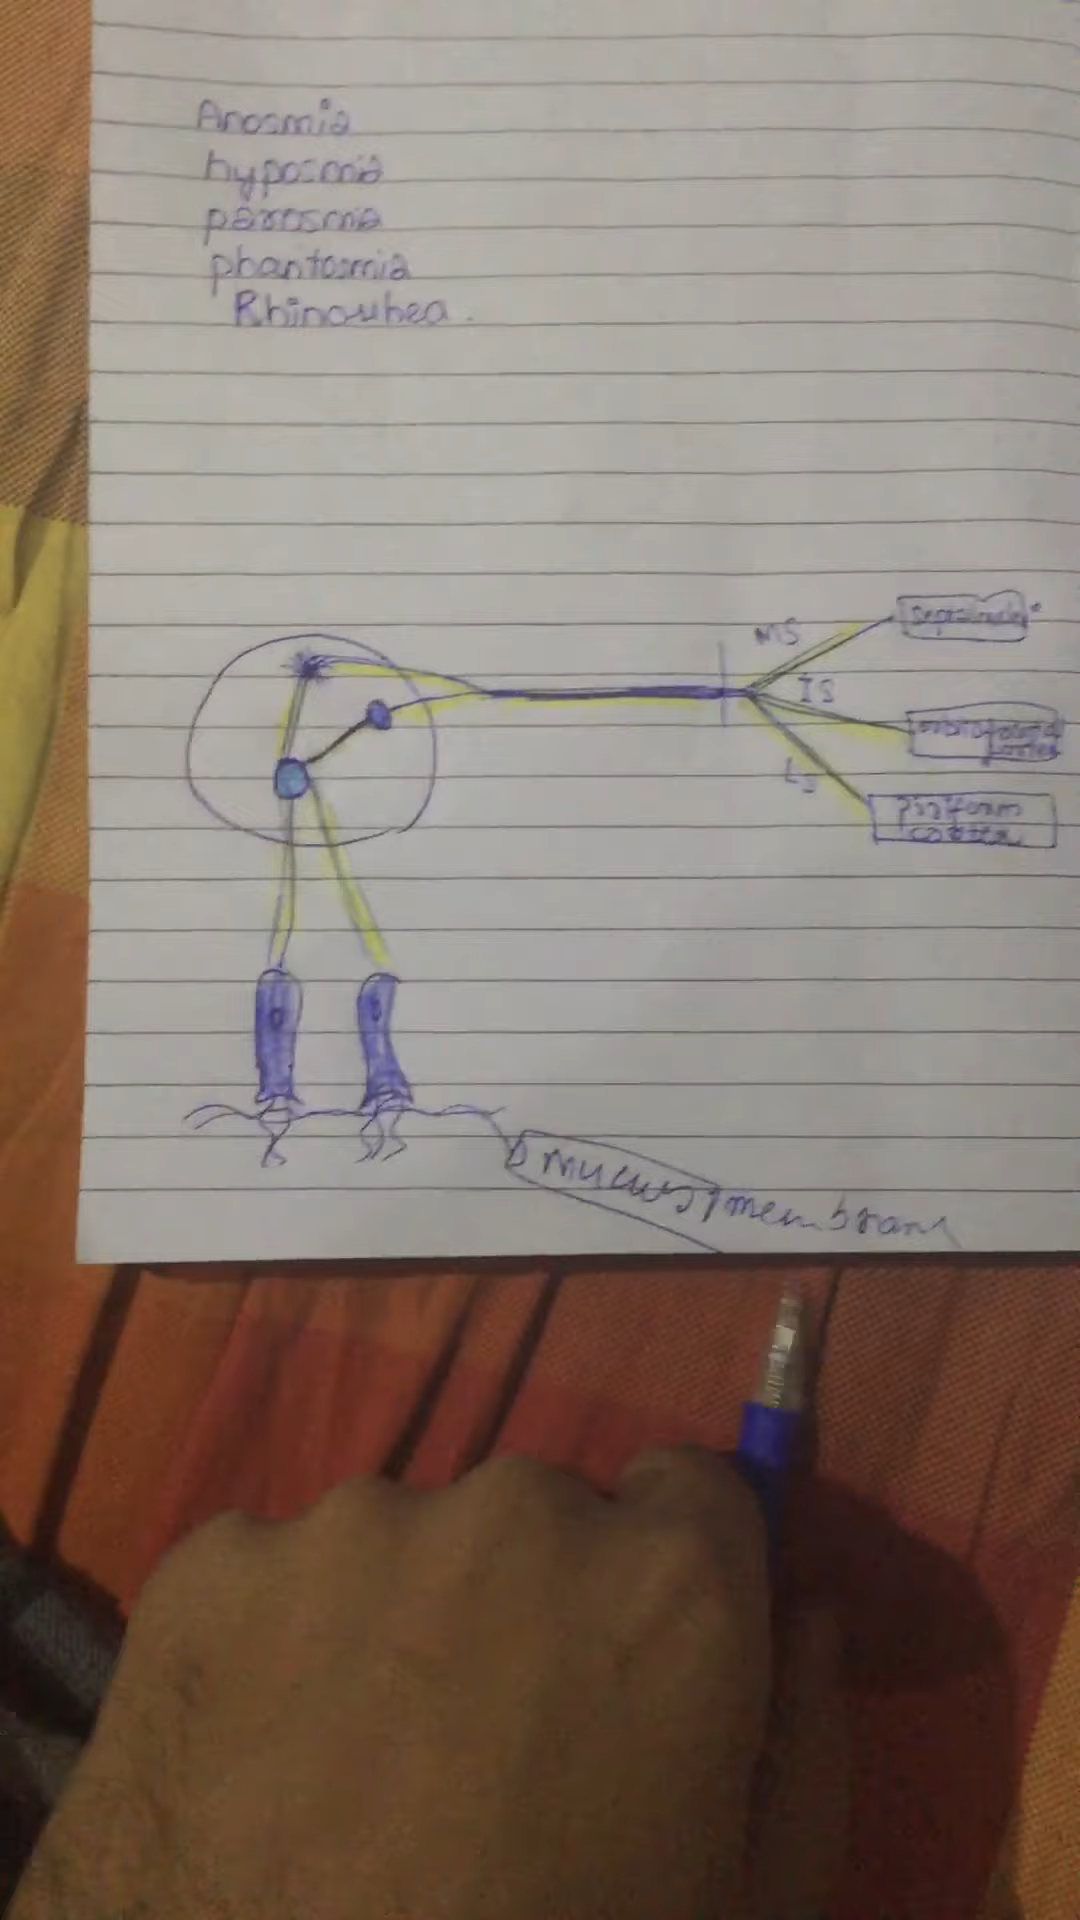 Anosmia
hyposmia
parosmia
phantosmia
Rhinorrhea.
MS
IS
LS
piriform
cortex
mucus membrane